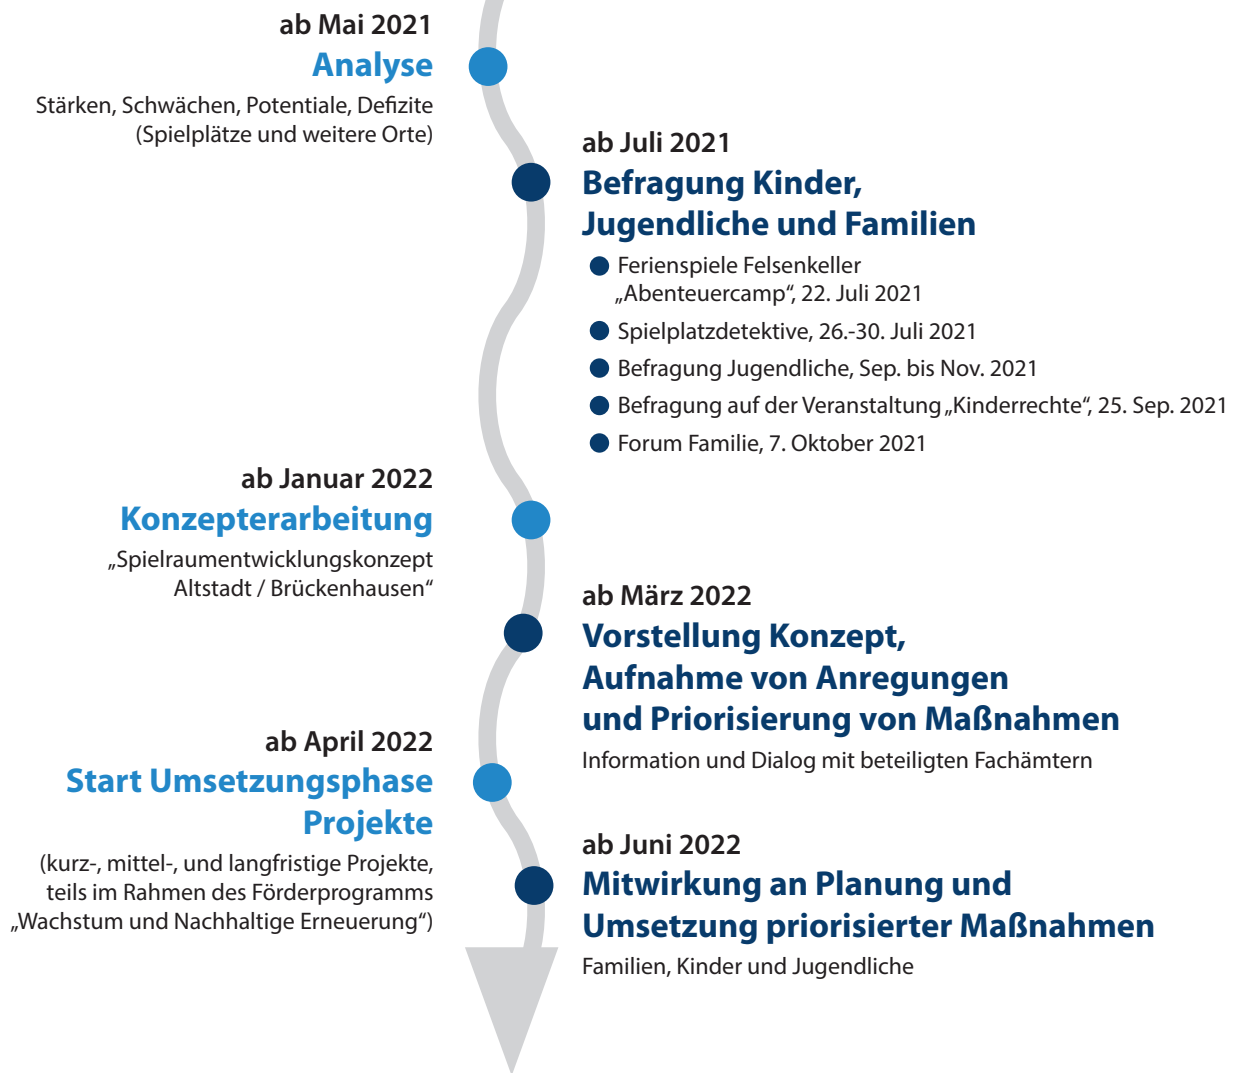 ab Mai 2021
Analyse
Stärken, Schwächen, Potentiale, Defizite
(Spielplätze und weitere Orte)
ab Juli 2021
Befragung Kinder,
Jugendliche und Familien
Ferienspiele Felsenkeller
„Abenteuercamp“, 22. Juli 2021
Spielplatzdetektive, 26.-30. Juli 2021
Befragung Jugendliche, Sep. bis Nov. 2021
Befragung auf der Veranstaltung „Kinderrechte“, 25. Sep. 2021
Forum Familie, 7. Oktober 2021
ab Januar 2022
Konzepterarbeitung
„Spielraumentwicklungskonzept
Altstadt / Brückenhausen“
ab März 2022
Vorstellung Konzept,
Aufnahme von Anregungen
und Priorisierung von Maßnahmen
Information und Dialog mit beteiligten Fachämtern
ab April 2022
Start Umsetzungsphase
Projekte
(kurz-, mittel-, und langfristige Projekte,
teils im Rahmen des Förderprogramms
„Wachstum und Nachhaltige Erneuerung“)
ab Juni 2022
Mitwirkung an Planung und
Umsetzung priorisierter Maßnahmen
Familien, Kinder und Jugendliche